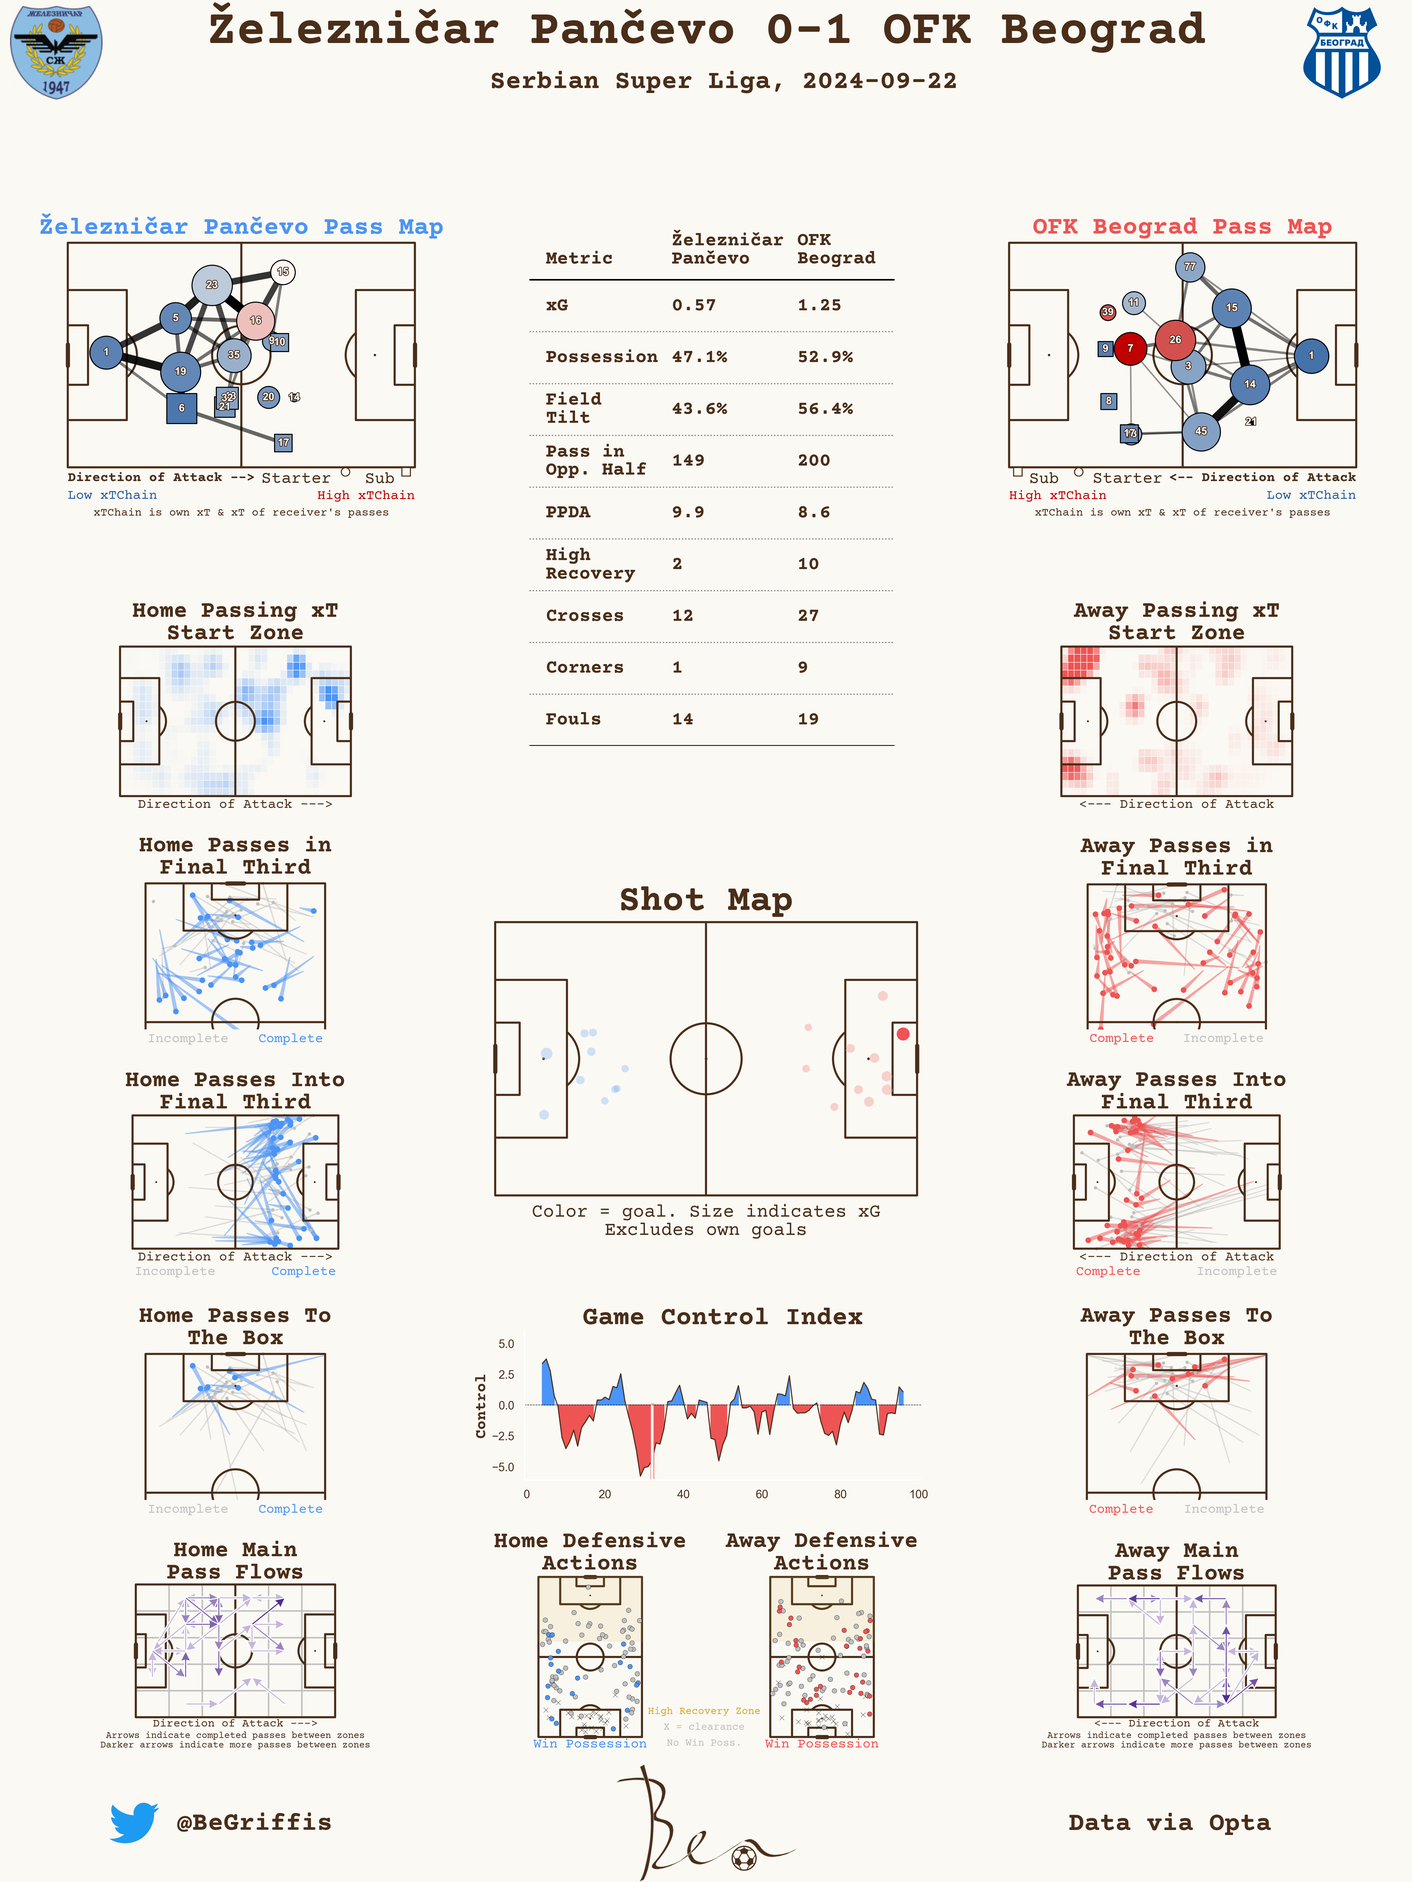 ЖЕЛЕЗНИЧАР
СЖ
1947
Železničar Pančevo 0-1 OFK Beograd
Serbian Super Liga, 2024-09-22
ОФК
БЕОГРАД
Železničar Pančevo Pass Map
23
15
5
16
1
9
10
35
19
32
21
6
20
14
17
Direction of Attack --> Starter Sub
Low xTChain High xTChain
xTChain is own xT & xT of receiver's passes
Metric Železničar Pančevo OFK Beograd
xG 0.57 1.25
Possession 47.1% 52.9%
Field Tilt 43.6% 56.4%
Pass in Opp. Half 149 200
PPDA 9.9 8.6
High Recovery 2 10
Crosses 12 27
Corners 1 9
Fouls 14 19
OFK Beograd Pass Map
77
11
39
15
26
9
7
1
3
14
8
21
45
Sub Starter <-- Direction of Attack
High xTChain Low xTChain
xTChain is own xT & xT of receiver's passes
Home Passing xT
Start Zone
Direction of Attack --->
Away Passing xT
Start Zone
<--- Direction of Attack
Home Passes in
Final Third
Incomplete Complete
Away Passes in
Final Third
Complete Incomplete
Shot Map
Color = goal. Size indicates xG
Excludes own goals
Home Passes Into
Final Third
Direction of Attack --->
Incomplete Complete
Away Passes Into
Final Third
<--- Direction of Attack
Complete Incomplete
Home Passes To
The Box
Incomplete Complete
Game Control Index
Control
5.0
2.5
0.0
−2.5
−5.0
0 20 40 60 80 100
Away Passes To
The Box
Complete Incomplete
Home Main
Pass Flows
Direction of Attack --->
Arrows indicate completed passes between zones
Darker arrows indicate more passes between zones
Home Defensive
Actions
Win Possession
Away Defensive
Actions
Win Possession
High Recovery Zone
X = clearance
No Win Poss.
Away Main
Pass Flows
<--- Direction of Attack
Arrows indicate completed passes between zones
Darker arrows indicate more passes between zones
@BeGriffis
Ben
Data via Opta